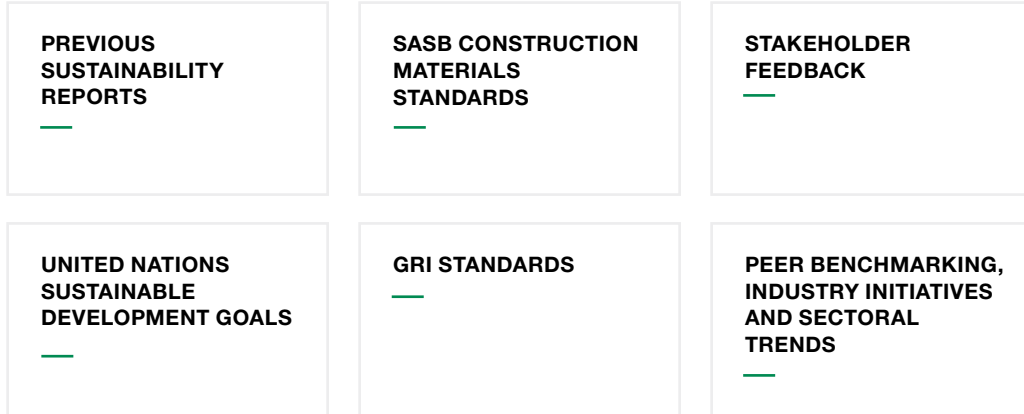 PREVIOUS
SUSTAINABILITY
REPORTS
SASB CONSTRUCTION
MATERIALS
STANDARDS
STAKEHOLDER
FEEDBACK
UNITED NATIONS
SUSTAINABLE
DEVELOPMENT GOALS
GRI STANDARDS
PEER BENCHMARKING,
INDUSTRY INITIATIVES
AND SECTORAL
TRENDS